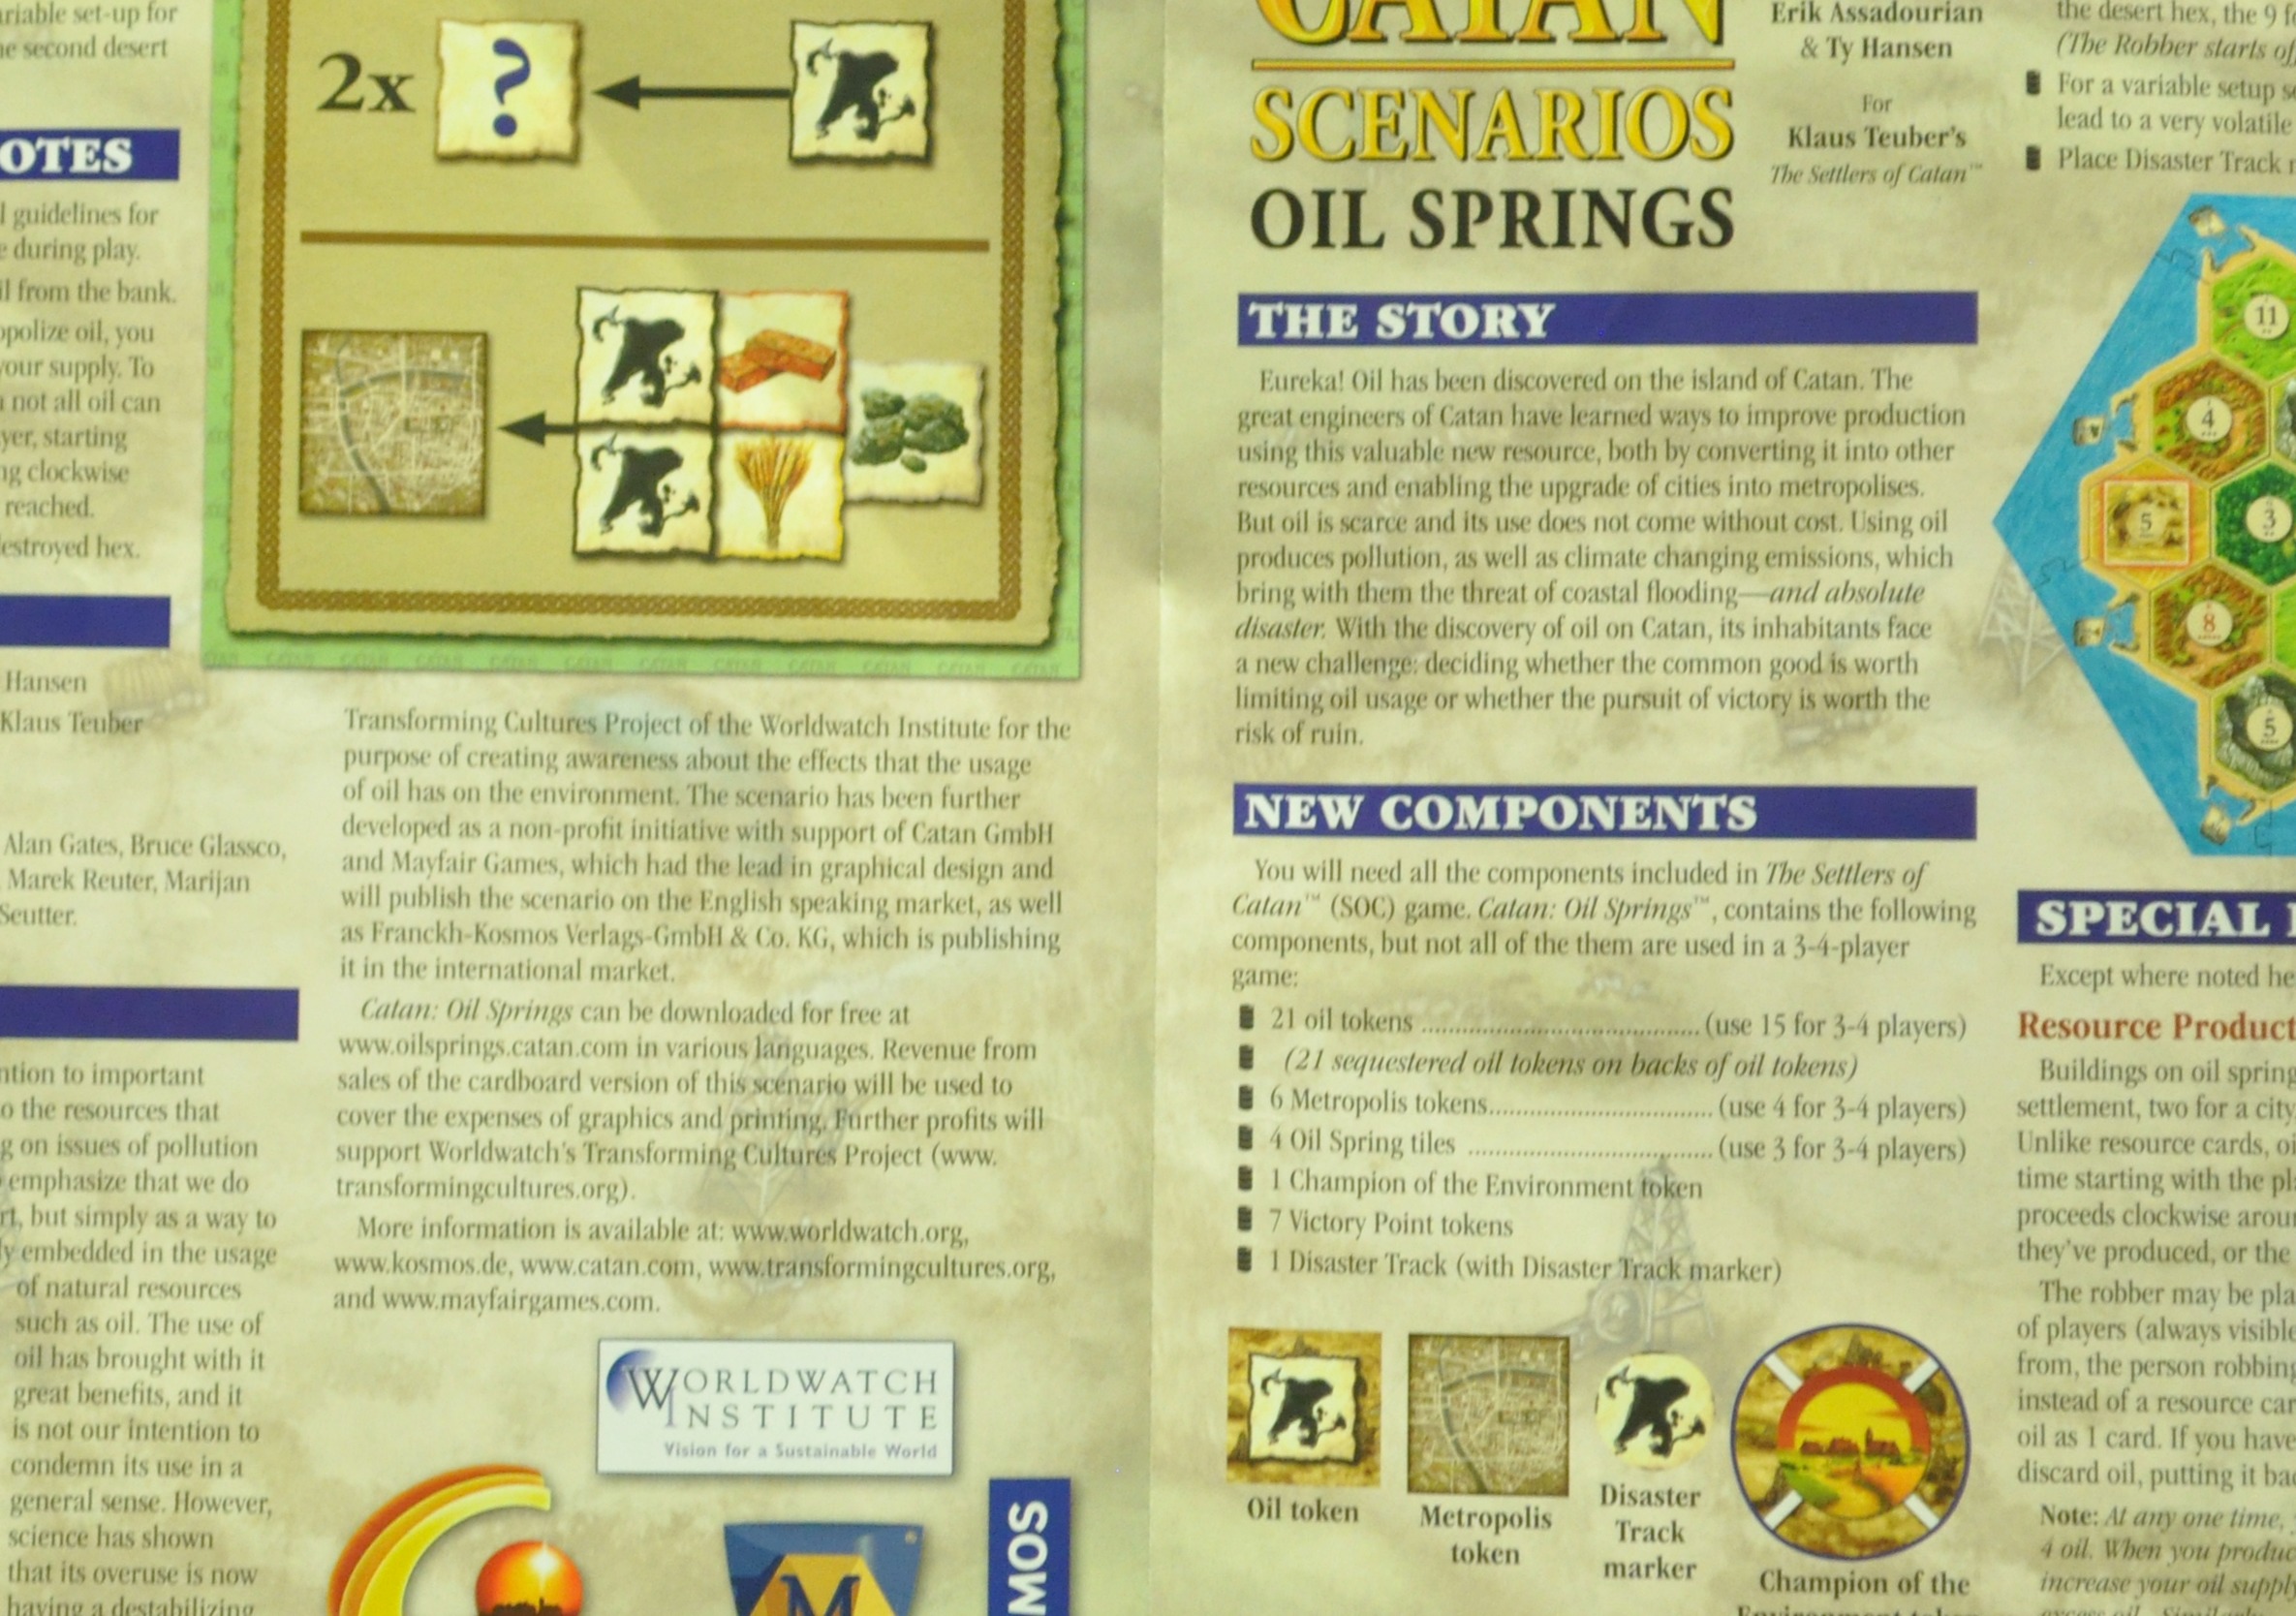 ariable set-up for
ne second desert
OTES
l guidelines for
e during play.
il from the bank.
opolize oil, you
your supply. To
n not all oil can
yer, starting
ng clockwise
reached.
estroyed hex.
Hansen
Klaus Teuber
Alan Gates, Bruce Glassco,
Marek Reuter, Marijan
Seutter.
ntion to important
o the resources that
g on issues of pollution
emphasize that we do
rt, but simply as a way to
ly embedded in the usage
of natural resources
such as oil. The use of
oil has brought with it
great benefits, and it
is not our intention to
condemn its use in a
general sense. However,
science has shown
that its overuse is now
having a destabilizing
2x
?
Transforming Cultures Project of the Worldwatch Institute for the
purpose of creating awareness about the effects that the usage
of oil has on the environment. The scenario has been further
developed as a non-profit initiative with support of Catan GmbH
and Mayfair Games, which had the lead in graphical design and
will publish the scenario on the English speaking market, as well
as Franckh-Kosmos Verlags-GmbH & Co. KG, which is publishing
it in the international market.
Catan: Oil Springs can be downloaded for free at
www.oilsprings.catan.com in various languages. Revenue from
sales of the cardboard version of this scenario will be used to
cover the expenses of graphics and printing. Further profits will
support Worldwatch's Transforming Cultures Project (www.
transformingcultures.org).
More information is available at: www.worldwatch.org,
www.kosmos.de, www.catan.com, www.transformingcultures.org,
and www.mayfairgames.com.
WORLDWATCH
INSTITUTE
Vision for a Sustainable World
M
MOS
CATAN
SCENARIOS
OIL SPRINGS
Erik Assadourian
& Ty Hansen
For
Klaus Teuber's
The Settlers of Catan™
THE STORY
Eureka! Oil has been discovered on the island of Catan. The
great engineers of Catan have learned ways to improve production
using this valuable new resource, both by converting it into other
resources and enabling the upgrade of cities into metropolises.
But oil is scarce and its use does not come without cost. Using oil
produces pollution, as well as climate changing emissions, which
bring with them the threat of coastal flooding—and absolute
disaster. With the discovery of oil on Catan, its inhabitants face
a new challenge: deciding whether the common good is worth
limiting oil usage or whether the pursuit of victory is worth the
risk of ruin.
NEW COMPONENTS
You will need all the components included in The Settlers of
Catan™ (SOC) game. Catan: Oil Springs™, contains the following
components, but not all of the them are used in a 3-4-player
game:
21 oil tokens ........................................ (use 15 for 3-4 players)
(21 sequestered oil tokens on backs of oil tokens)
6 Metropolis tokens................................ (use 4 for 3-4 players)
4 Oil Spring tiles ................................... (use 3 for 3-4 players)
1 Champion of the Environment token
7 Victory Point tokens
1 Disaster Track (with Disaster Track marker)
Oil token
Metropolis
token
Disaster
Track
marker
Champion of the
Environment token
the desert hex, the 9
(The Robber starts
For a variable setup
lead to a very volatile
Place Disaster Track
11
4
5
3
8
5
SPECIAL
Except where noted he
Resource Product
Buildings on oil spring
settlement, two for a city
Unlike resource cards, oi
time starting with the pl
proceeds clockwise arou
they've produced, or the
The robber may be pla
of players (always visible
from, the person robbing
instead of a resource car
oil as 1 card. If you have
discard oil, putting it ba
Note: At any one time,
4 oil. When you produc
increase your oil supply